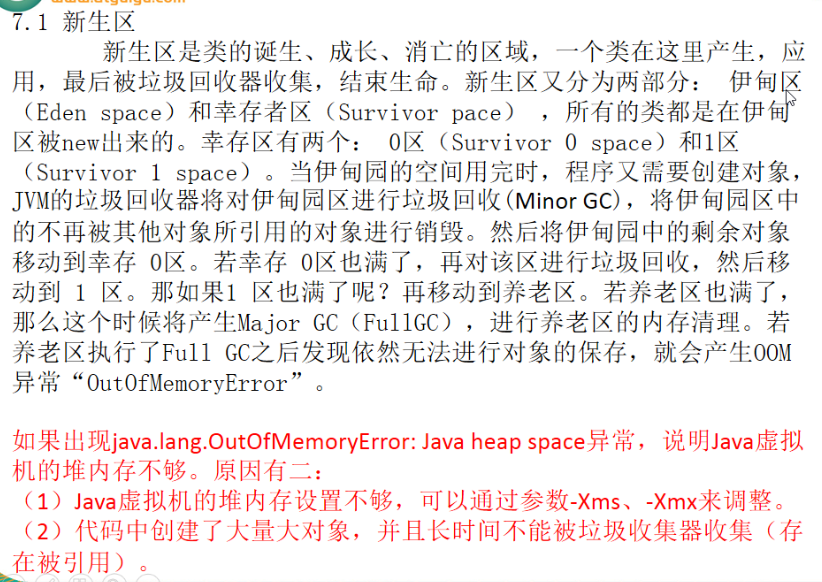 7.1 新生区
新生区是类的诞生、成长、消亡的区域，一个类在这里产生，应
用，最后被垃圾回收器收集，结束生命。新生区又分为两部分： 伊甸区
（Eden space）和幸存者区（Survivor pace） ，所有的类都是在伊甸
区被new出来的。幸存区有两个： 0区（Survivor 0 space）和1区
（Survivor 1 space）。当伊甸园的空间用完时，程序又需要创建对象，
JVM的垃圾回收器将对伊甸园区进行垃圾回收(Minor GC)，将伊甸园区中
的不再被其他对象所引用的对象进行销毁。然后将伊甸园中的剩余对象
移动到幸存 0区。若幸存 0区也满了，再对该区进行垃圾回收，然后移
动到 1 区。那如果1 区也满了呢？再移动到养老区。若养老区也满了，
那么这个时候将产生Major GC（FullGC），进行养老区的内存清理。若
养老区执行了Full GC之后发现依然无法进行对象的保存，就会产生OOM
异常“OutOfMemoryError”。
如果出现java.lang.OutOfMemoryError: Java heap space异常，说明Java虚拟
机的堆内存不够。原因有二：
（1）Java虚拟机的堆内存设置不够，可以通过参数-Xms、-Xmx来调整。
（2）代码中创建了大量大对象，并且长时间不能被垃圾收集器收集（存
在被引用）。